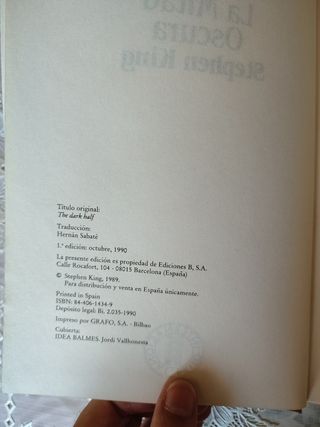 La Mitad
Oscura
Stephen King
Título original:
The dark half
Traducción:
Hernán Sabaté
1.ª edición: octubre, 1990
La presente edición es propiedad de Ediciones B, S.A.
Calle Rocafort, 104 - 08015 Barcelona (España)
© Stephen King, 1989.
Para distribución y venta en España únicamente.
Printed in Spain
ISBN: 84-406-1434-9
Depósito legal: Bi. 2.035-1990
Impreso por GRAFO, S.A. - Bilbao
Cubierta:
IDEA BALMES. Jordi Vallhonesta